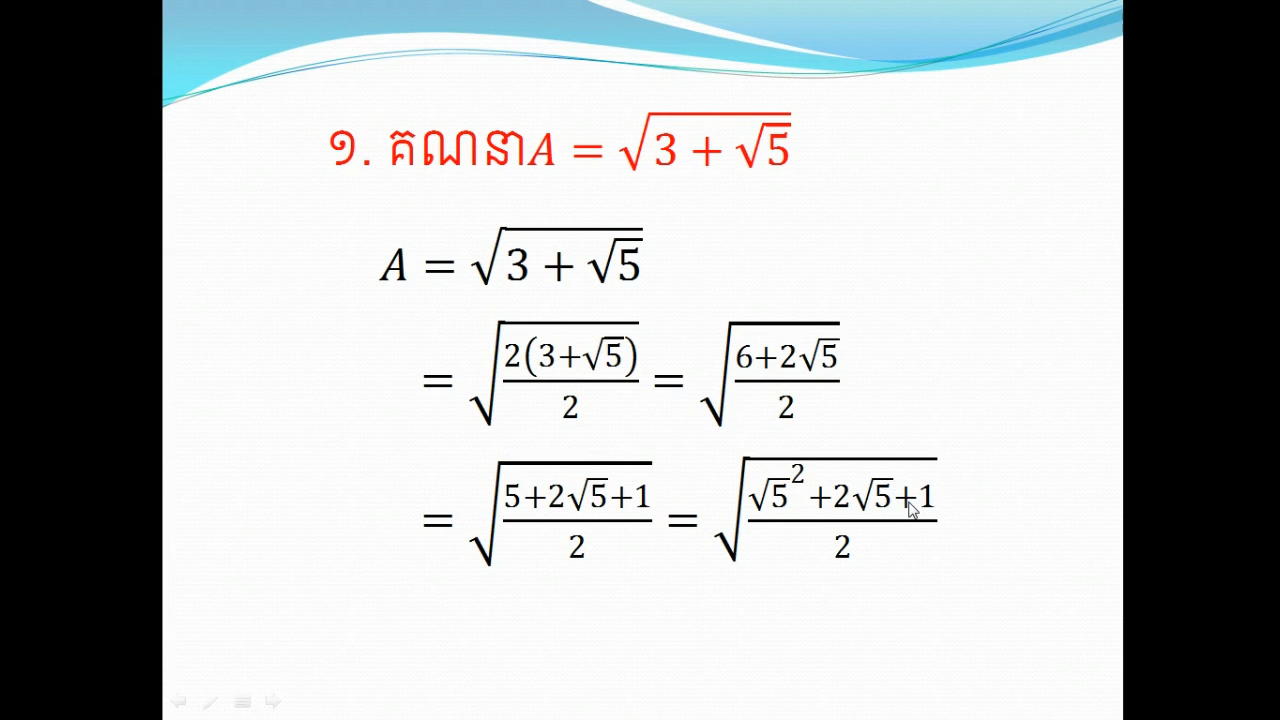 ១. គណនា A = √(3 + √5)
A = √(3 + √5)
= √(2(3+√5)/2) = √((6+2√5)/2)
= √((5+2√5+1)/2) = √((√5²+2√5+1)/2)